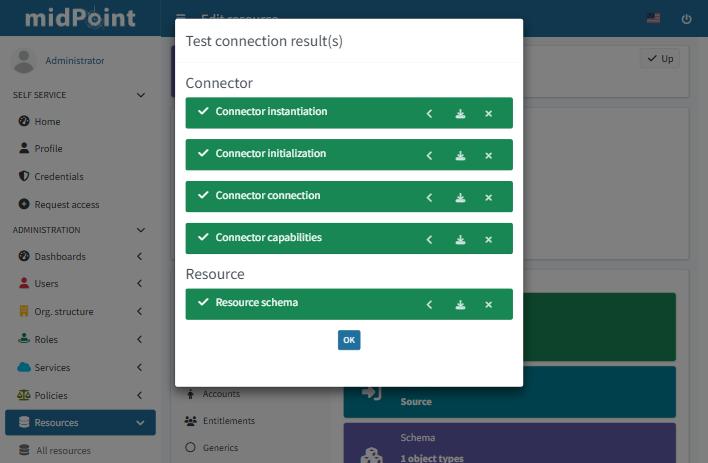 midPoint
Edit resource
Administrator
Up
SELF SERVICE
Home
Profile
Credentials
Request access
ADMINISTRATION
Dashboards
Users
Org. structure
Roles
Services
Policies
Resources
All resources
Test connection result(s)
Connector
Connector instantiation
Connector initialization
Connector connection
Connector capabilities
Resource
Resource schema
OK
Accounts
Entitlements
Generics
Source
Schema
1 object types